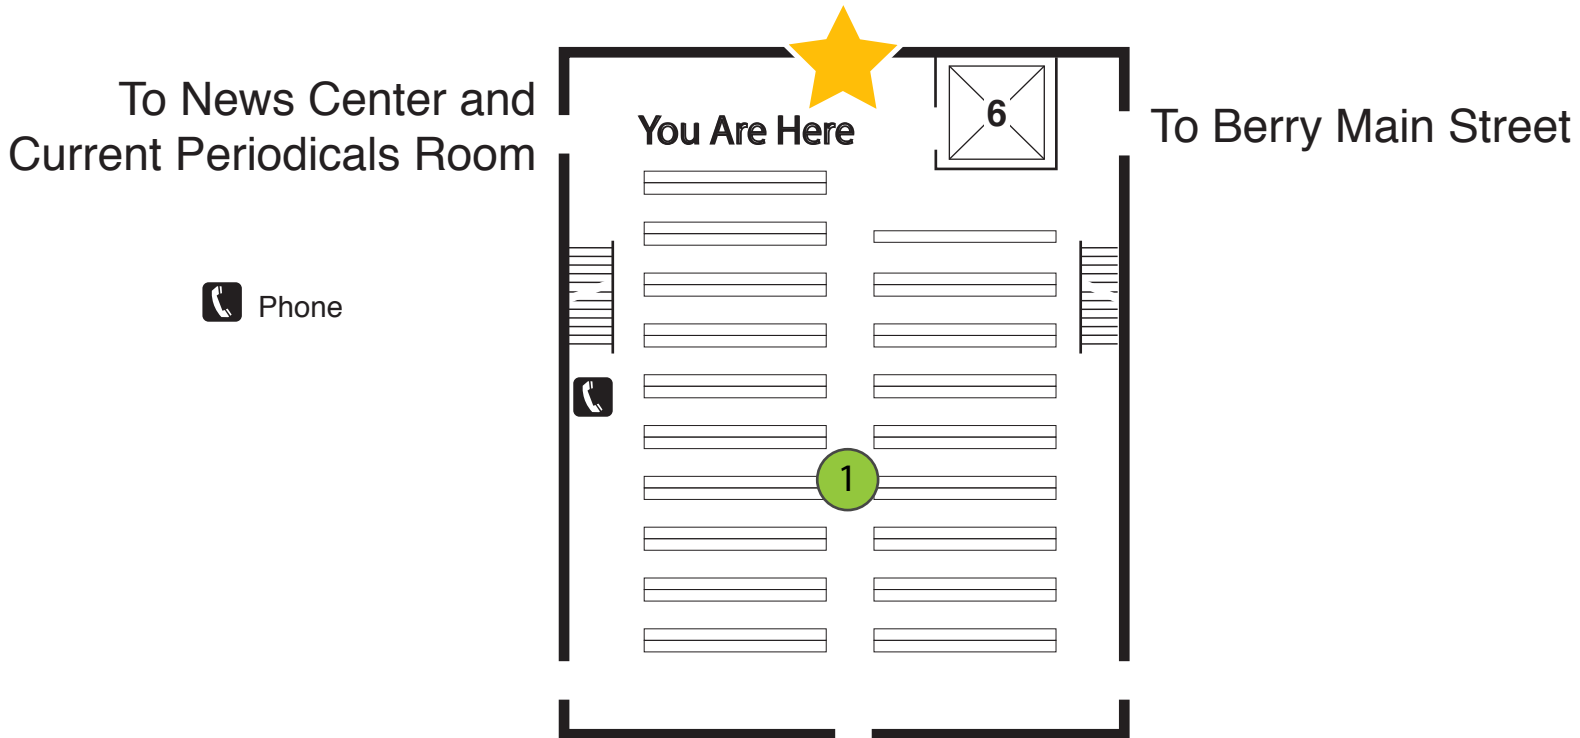 To News Center and
Current Periodicals Room
You Are Here
6
To Berry Main Street
Phone
1